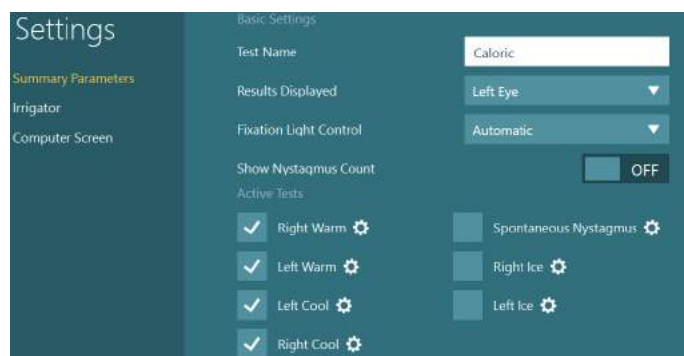 Settings
Summary Parameters
Irrigator
Computer Screen
Basic Settings
Test Name Caloric
Results Displayed Left Eye
Fixation Light Control Automatic
Show Nystagmus Count OFF
Active Tests
Right Warm Spontaneous Nystagmus
Left Warm Right Ice
Left Cool Left Ice
Right Cool